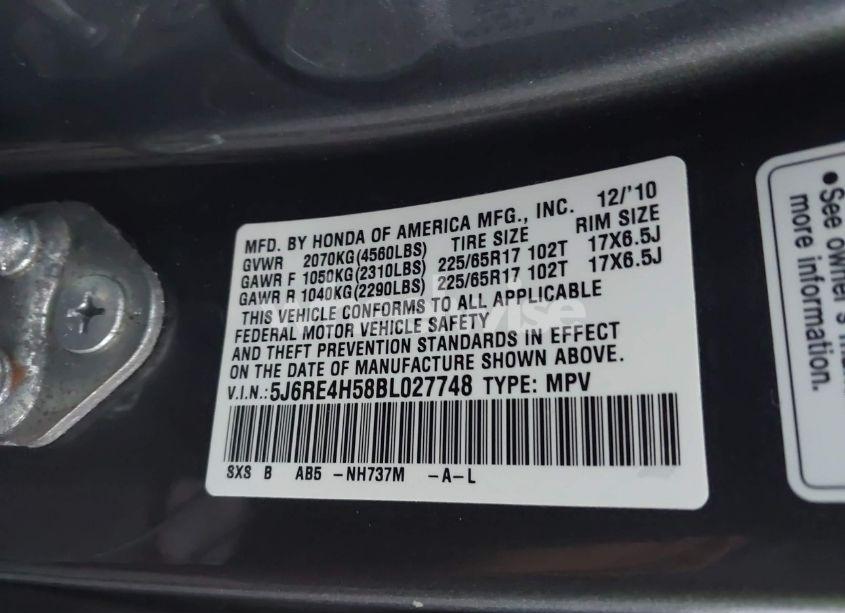 MFD. BY HONDA OF AMERICA MFG., INC. 12/'10
GVWR 2070KG(4560LBS) TIRE SIZE RIM SIZE
GAWR F 1050KG(2310LBS) 225/65R17 102T 17X6.5J
GAWR R 1040KG(2290LBS) 225/65R17 102T 17X6.5J
THIS VEHICLE CONFORMS TO ALL APPLICABLE
FEDERAL MOTOR VEHICLE SAFETY
AND THEFT PREVENTION STANDARDS IN EFFECT
ON THE DATE OF MANUFACTURE SHOWN ABOVE.
V.I.N.: 5J6RE4H58BL027748 TYPE: MPV
SXS B AB5 -NH737M -A-L
•See owner's
more information.